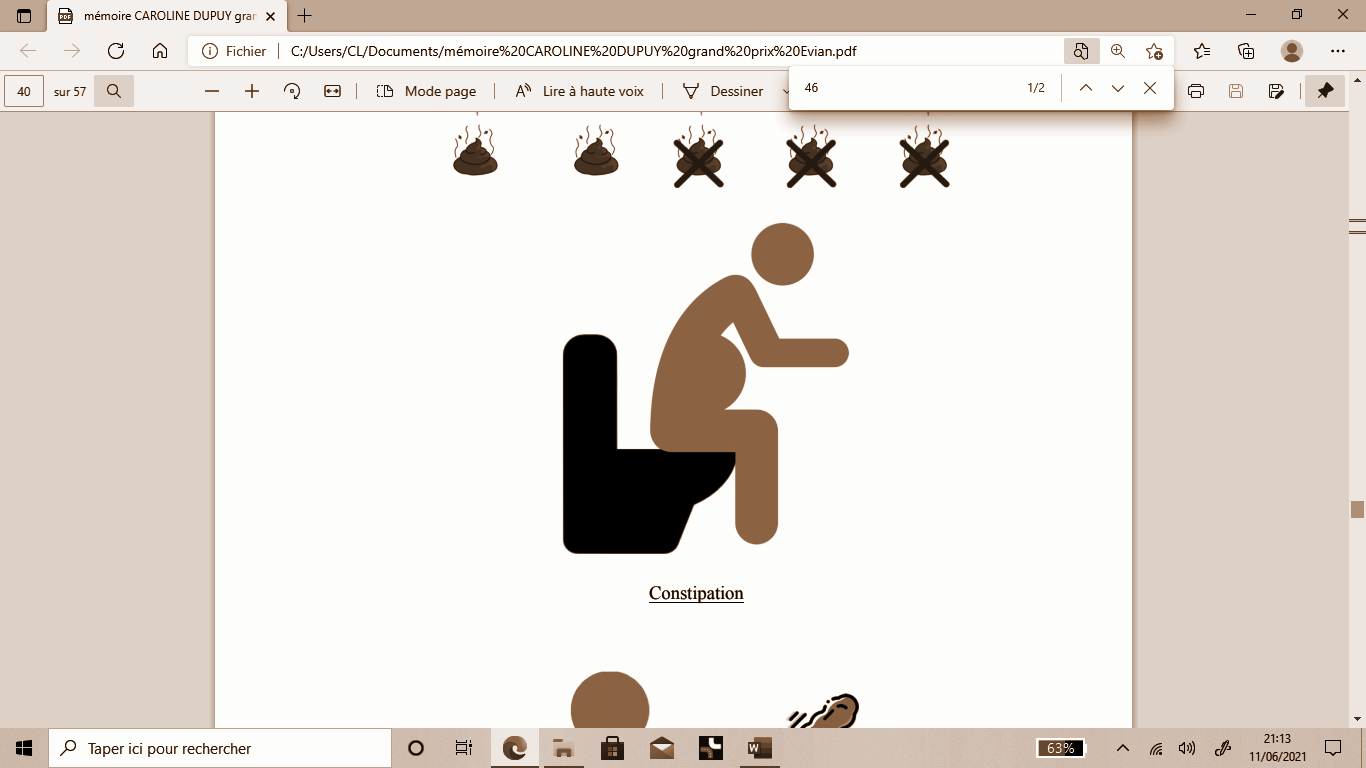 mémoire CAROLINE DUPUY gran
Fichier
C:/Users/CL/Documents/mémoire%20CAROLINE%20DUPUY%20grand%20prix%20Evian.pdf
40
sur 57
Mode page
Lire à haute voix
Dessiner
46
1/2
Constipation
Taper ici pour rechercher
63%
21:13
11/06/2021